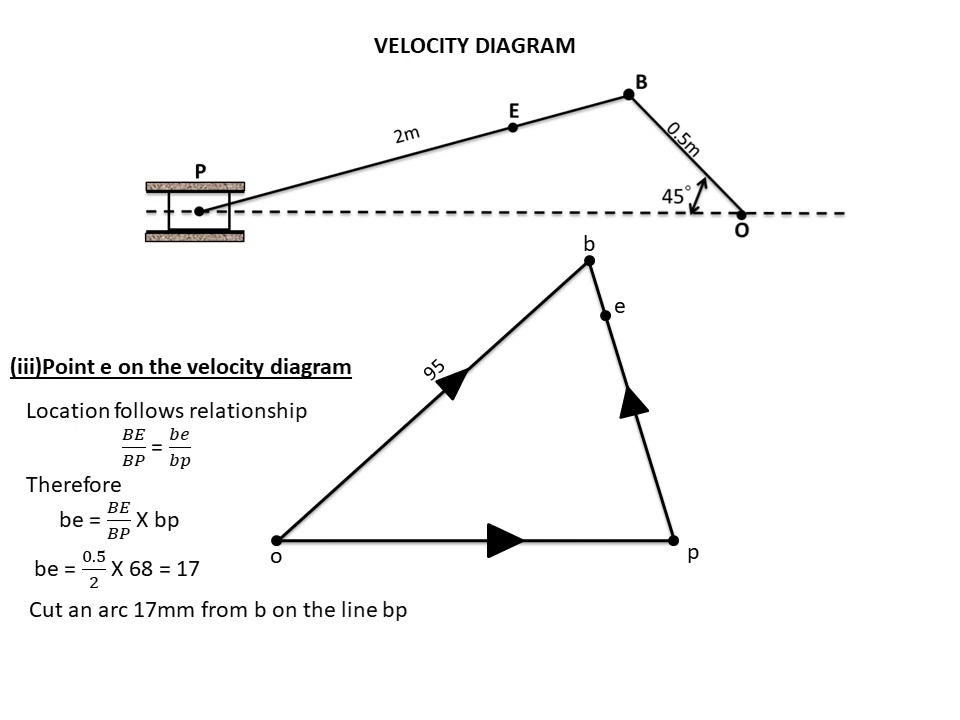 VELOCITY DIAGRAM
B
E
2m
0.5m
P
45°
O
b
e
95
(iii)Point e on the velocity diagram
Location follows relationship
BE/BP = be/bp
Therefore
be = BE/BP X bp
be = 0.5/2 X 68 = 17
o
p
Cut an arc 17mm from b on the line bp